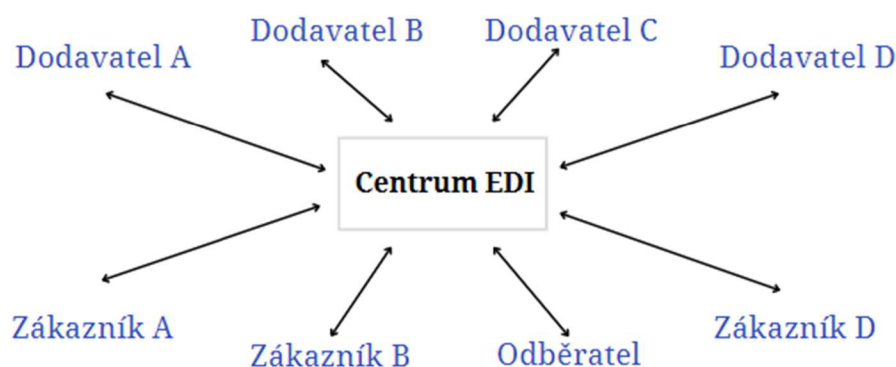 Dodavatel A
Dodavatel B
Dodavatel C
Dodavatel D
Centrum EDI
Zákazník A
Zákazník B
Odběratel
Zákazník D